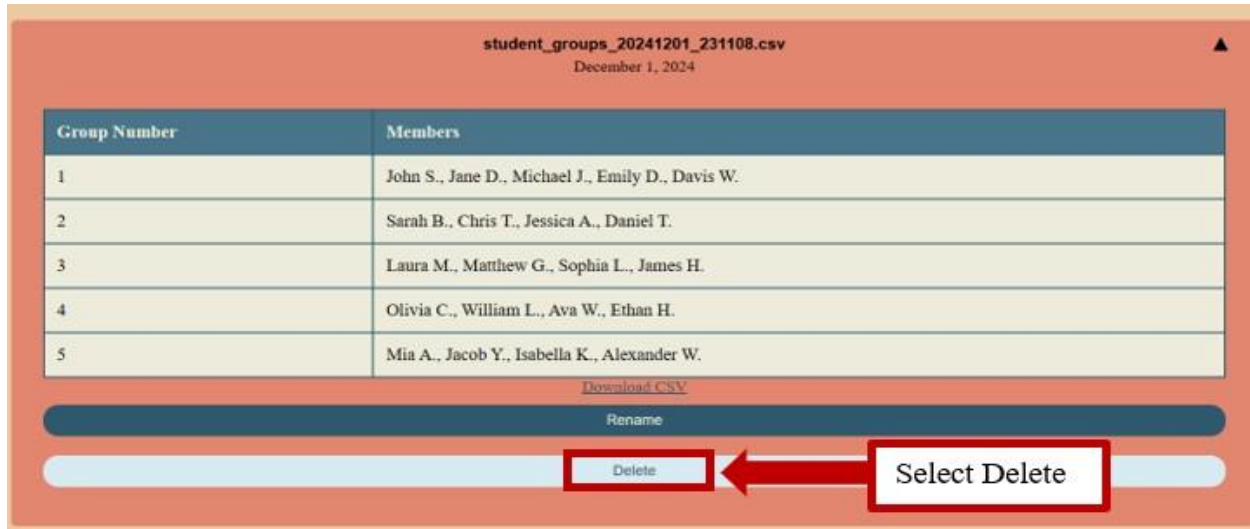 student_groups_20241201_231108.csv
▲
December 1, 2024
Group Number Members
1 John S., Jane D., Michael J., Emily D., Davis W.
2 Sarah B., Chris T., Jessica A., Daniel T.
3 Laura M., Matthew G., Sophia L., James H.
4 Olivia C., William L., Ava W., Ethan H.
5 Mia A., Jacob Y., Isabella K., Alexander W.
Download CSV
Rename
Delete
Select Delete